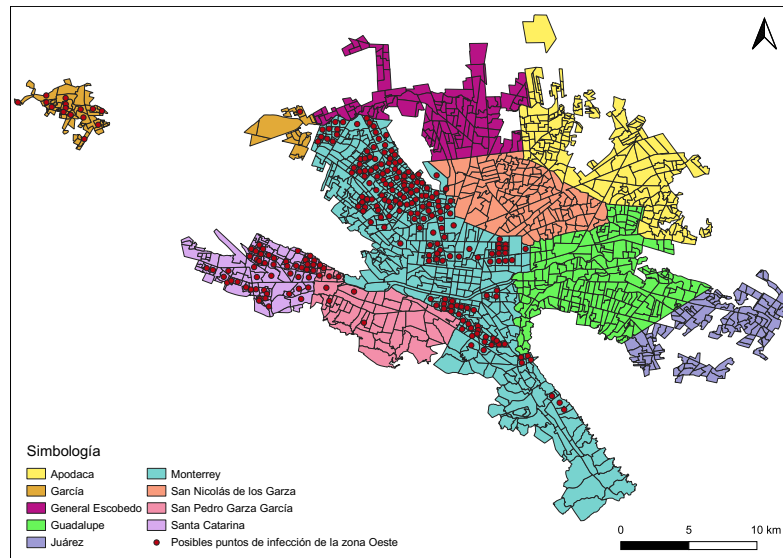 Simbología
Apodaca
García
General Escobedo
Guadalupe
Juárez
Monterrey
San Nicolás de los Garza
San Pedro Garza García
Santa Catarina
Posibles puntos de infección de la zona Oeste
0 5 10 km